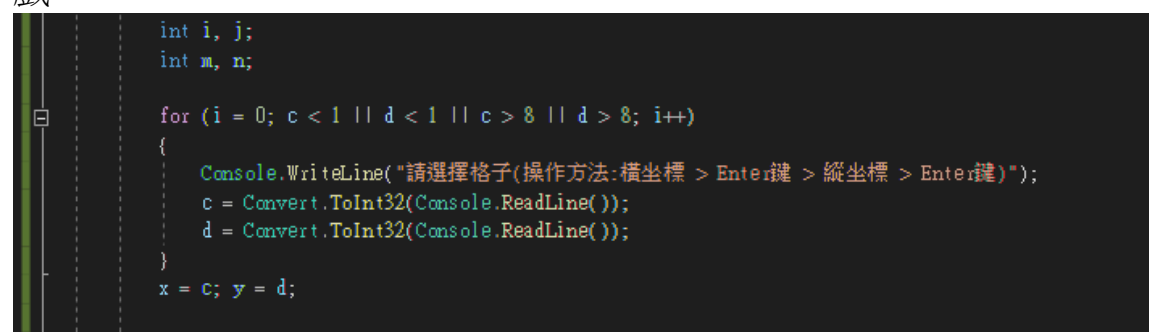 int i, j;
int m, n;
for (i = 0; c < 1 || d < 1 || c > 8 || d > 8; i++)
{
Console.WriteLine("請選擇格子(操作方法:橫坐標 > Enter鍵 > 縱坐標 > Enter鍵)");
c = Convert.ToInt32(Console.ReadLine());
d = Convert.ToInt32(Console.ReadLine());
}
x = c; y = d;